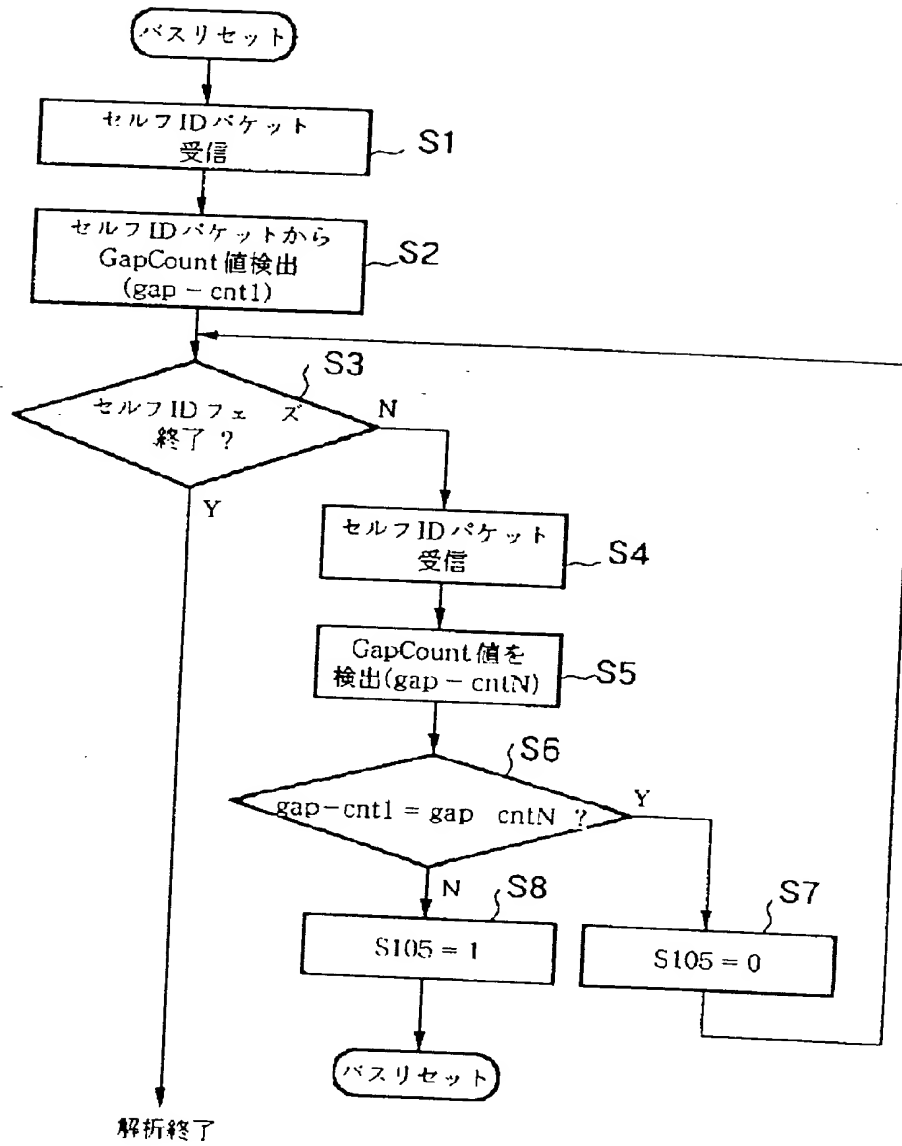 バスリセット
セルフIDパケット
受信
S1
セルフIDパケットから
GapCount値検出
(gap-cnt1)
S2
S3
セルフIDフェ ズ
終了?
N
Y
セルフIDパケット
受信
S4
GapCount値を
検出(gap-cntN)
S5
S6
gap-cnt1=gap cntN ?
Y
N
S8
S105=1
S7
S105=0
バスリセット
解析終了